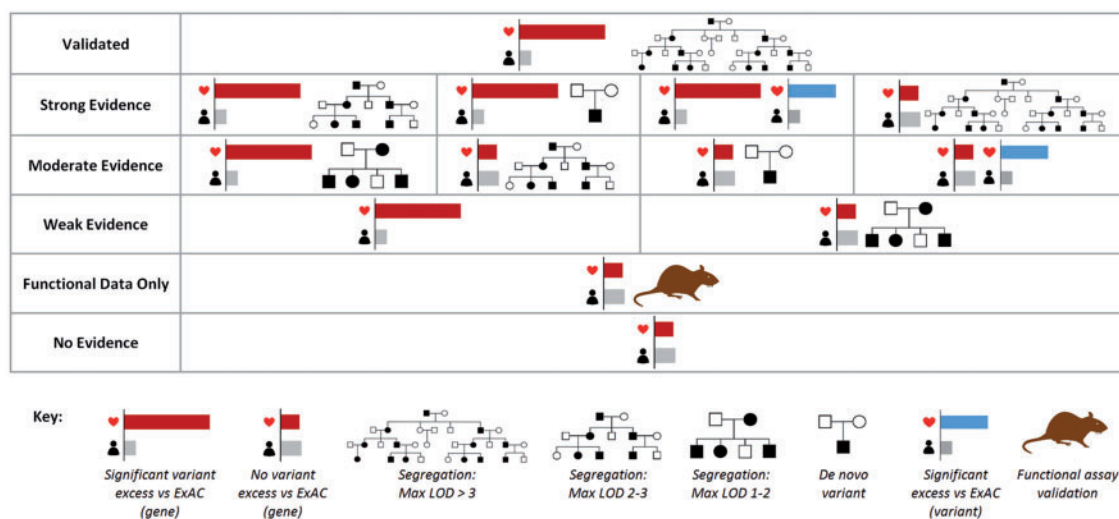 Validated
Strong Evidence
Moderate Evidence
Weak Evidence
Functional Data Only
No Evidence
Key:
Significant variant
excess vs ExAC
(gene)
No variant
excess vs ExAC
(gene)
Segregation:
Max LOD > 3
Segregation:
Max LOD 2-3
Segregation:
Max LOD 1-2
De novo
variant
Significant
excess vs ExAC
(variant)
Functional assay
validation